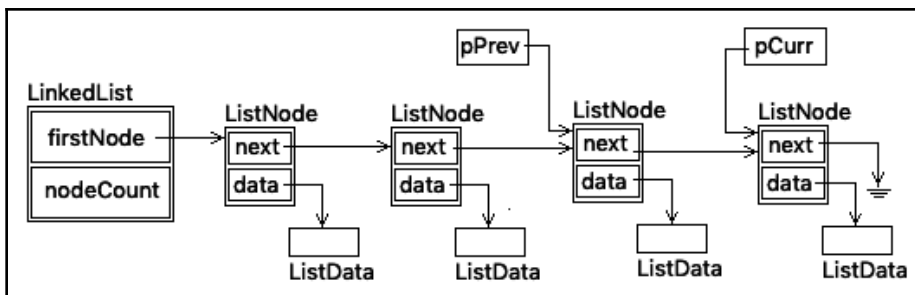 pPrev
pCurr
LinkedList
firstNode
nodeCount
ListNode
next
data
ListData
ListNode
next
data
ListData
ListNode
next
data
ListData
ListNode
next
data
ListData